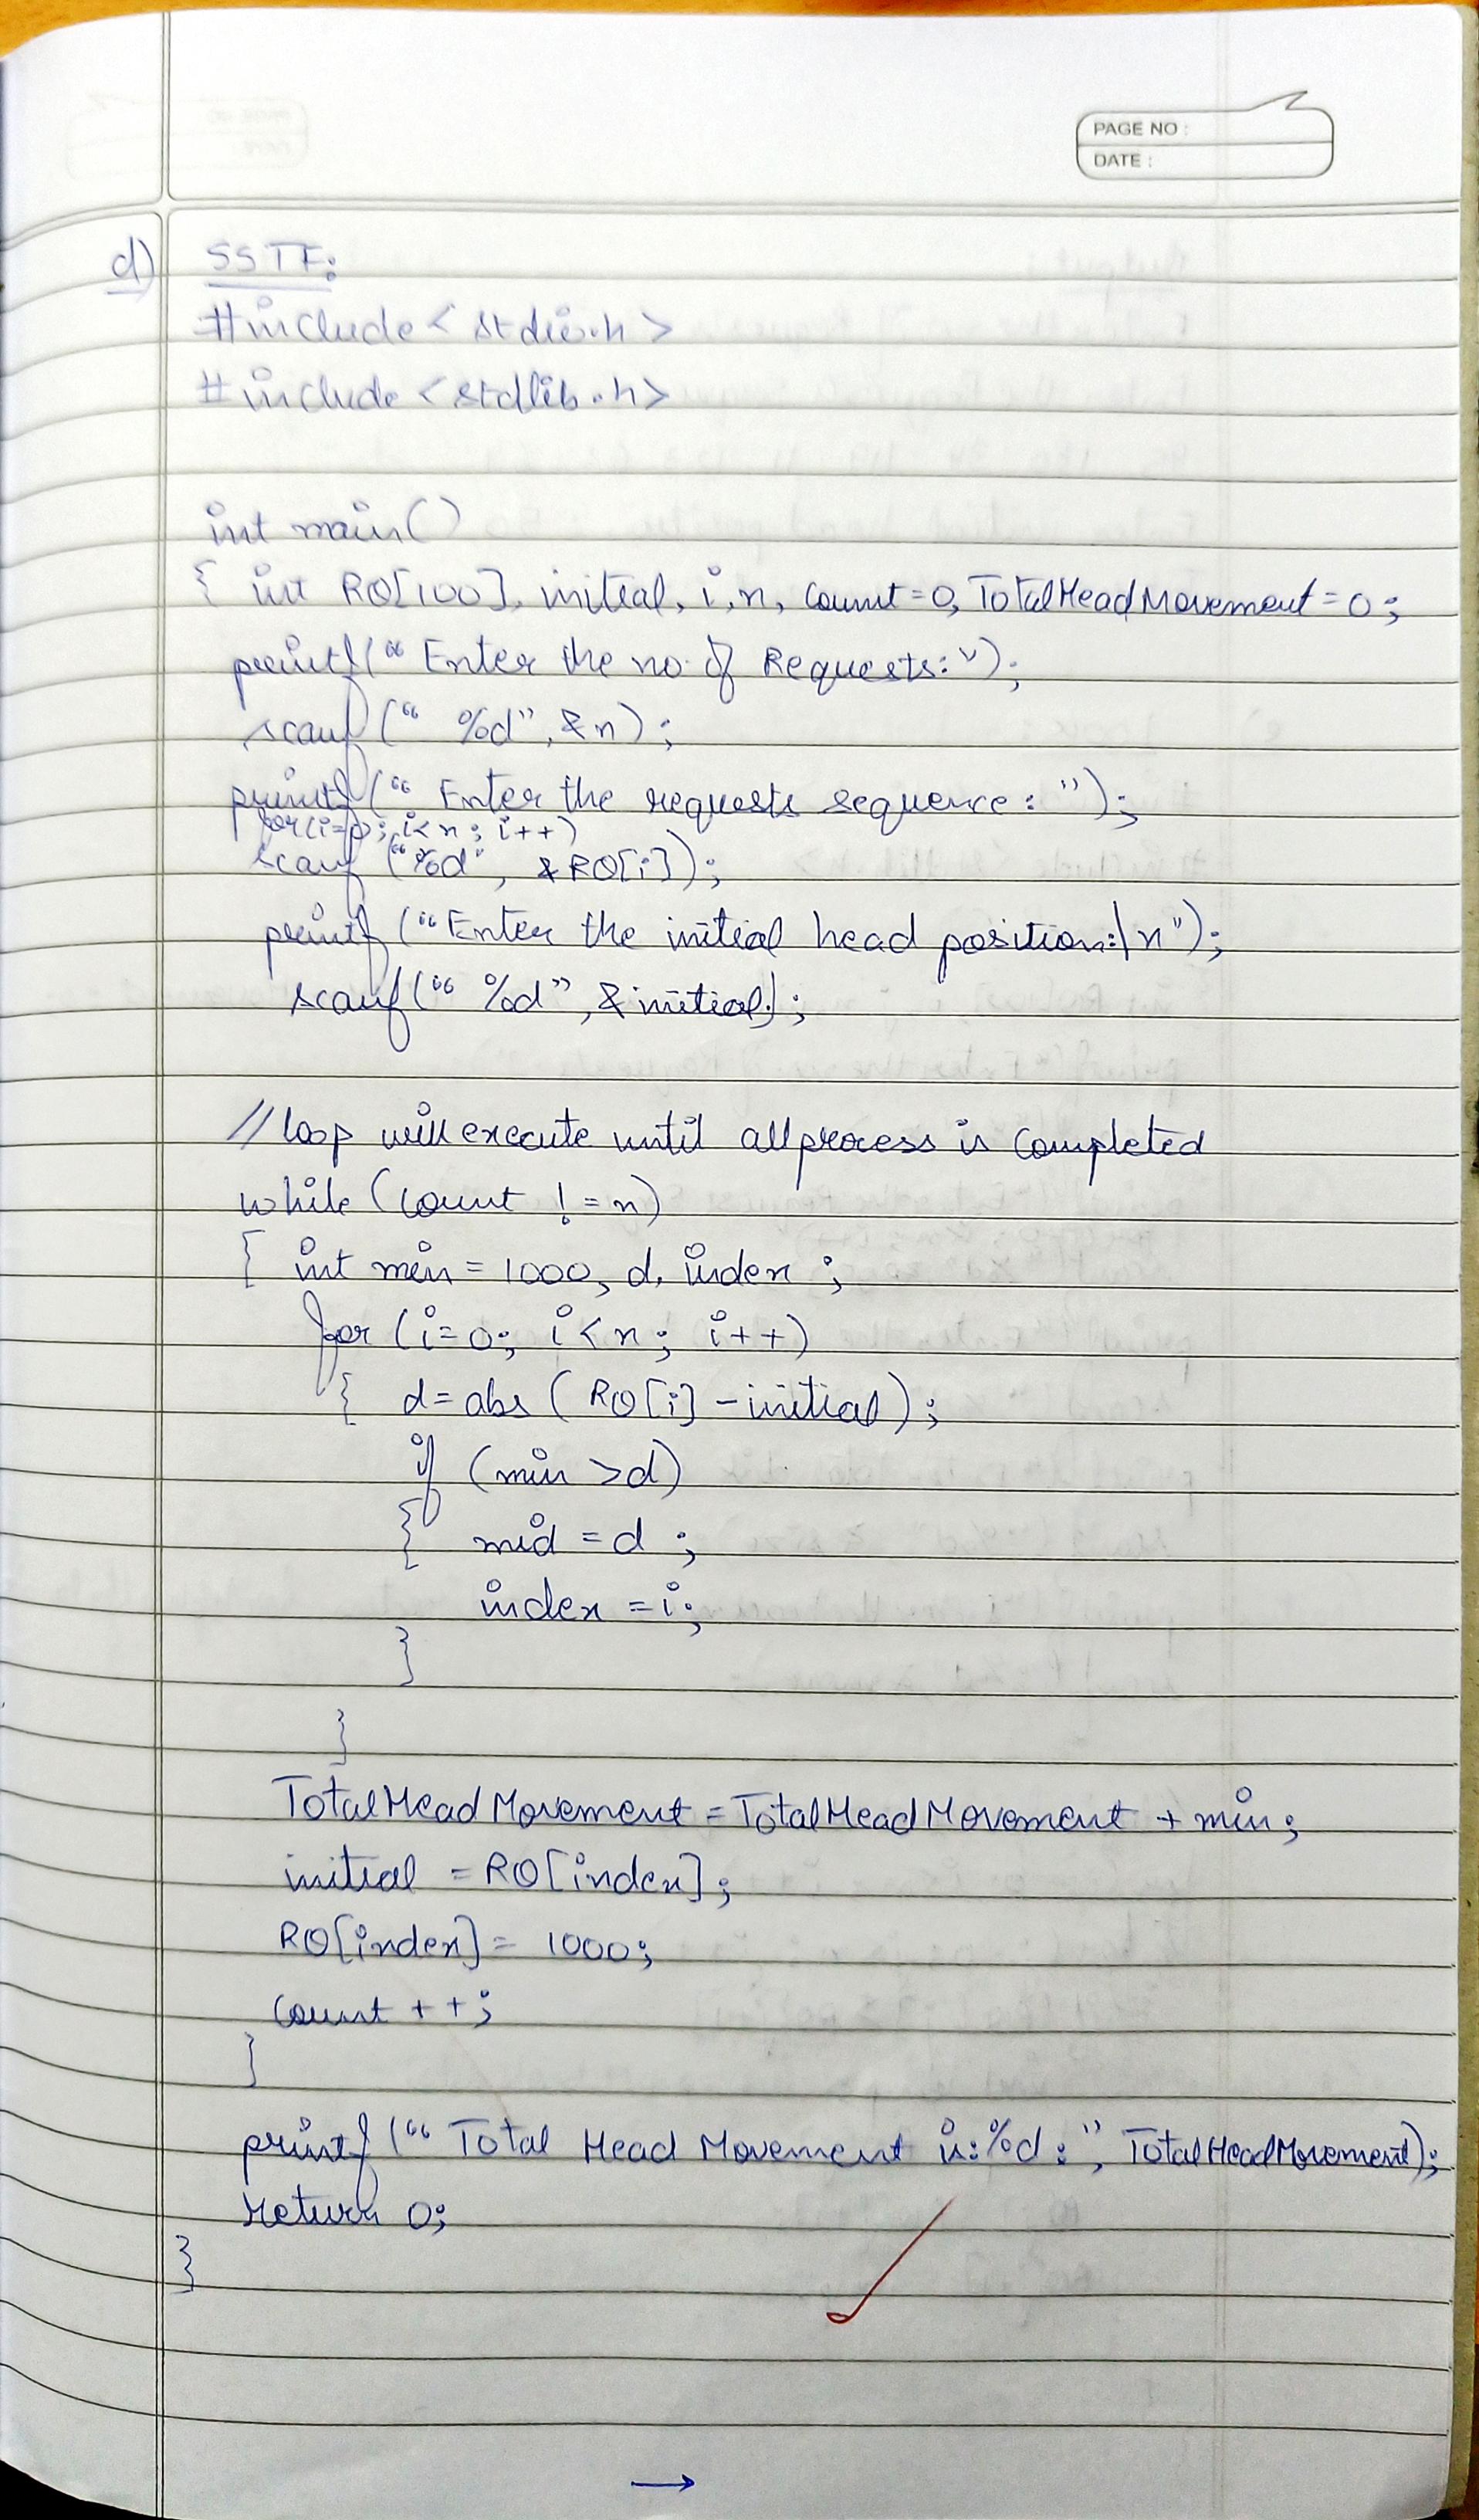 PAGE NO :
DATE :
d) SSTF:
#include < stdio.h >
#include <stdlib.h>
int main()
{ int RQ[100], initial, i, n, count = 0, TotalHeadMovement = 0;
printf(“ Enter the no. of Requests: ”);
scanf(“ %d”, &n);
printf(“ Enter the requests sequence : ”);
for(i=0; i<n; i++)
scanf (“%d”, &RQ[i]);
printf (“Enter the initial head position:\n”);
scanf(“ %d”, &initial);
// loop will execute until all process is completed
while (count != n)
{ int min = 1000, d, index ;
for (i=0; i<n; i++)
{ d = abs ( RQ[i] - initial) ;
if (min > d)
{ mid = d ;
index = i;
}
}
TotalHeadMovement = TotalHeadMovement + min;
initial = RQ[index];
RQ[index] = 1000;
count ++;
}
printf (“ Total Head Movement is: %d : ”, TotalHeadMovement);
return 0;
}
→